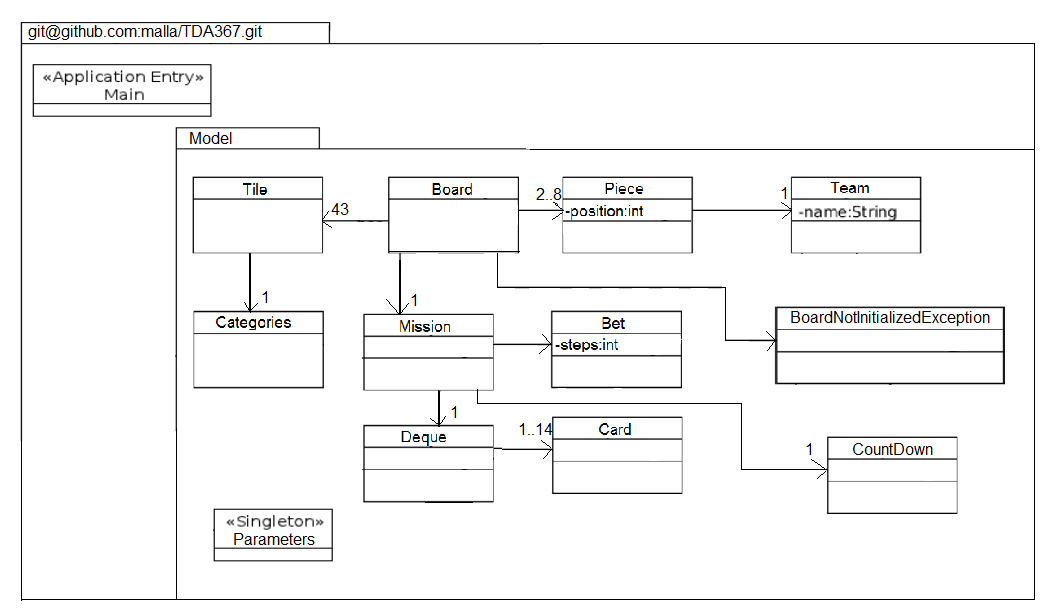 git@github.com:malla/TDA367.git
«Application Entry»
Main
Model
Tile
Board
Piece
Team
43
2..8
-position:int
1
-name:String
1
1
Categories
Mission
Bet
-steps:int
BoardNotInitializedException
1
Deque
1..14
Card
1
CountDown
«Singleton»
Parameters